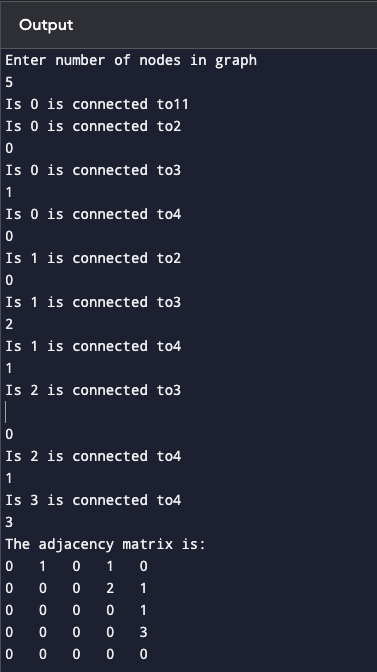 Output
Enter number of nodes in graph
5
Is 0 is connected to11
Is 0 is connected to2
0
Is 0 is connected to3
1
Is 0 is connected to4
0
Is 1 is connected to2
0
Is 1 is connected to3
2
Is 1 is connected to4
1
Is 2 is connected to3
0
Is 2 is connected to4
1
Is 3 is connected to4
3
The adjacency matrix is:
0 1 0 1 0
0 0 0 2 1
0 0 0 0 1
0 0 0 0 3
0 0 0 0 0